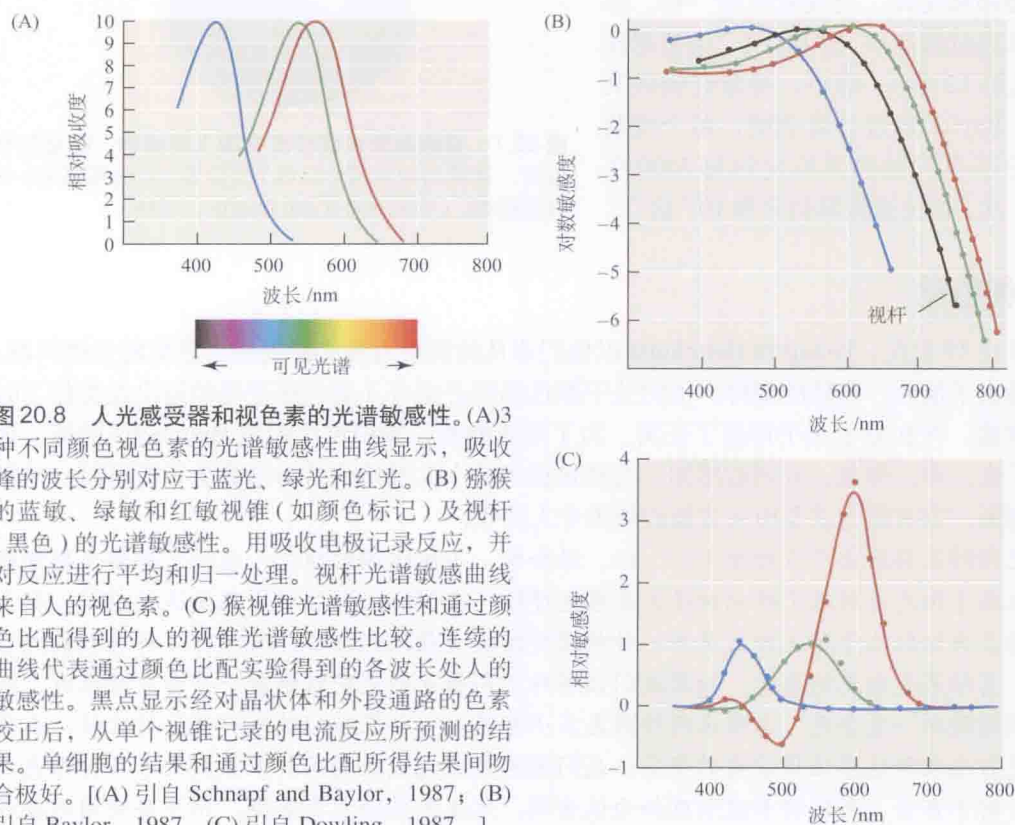 (A)
10
9
8
7
6
5
4
3
2
1
0
相对吸收度
400 500 600 700 800
波长 /nm
可见光谱
图20.8 人光感受器和视色素的光谱敏感性。(A)3
种不同颜色视色素的光谱敏感性曲线显示，吸收
峰的波长分别对应于蓝光、绿光和红光。(B) 猕猴
的蓝敏、绿敏和红敏视锥 ( 如颜色标记 ) 及视杆
黑色 ) 的光谱敏感性。用吸收电极记录反应，并
对反应进行平均和归一处理。视杆光谱敏感曲线
来自人的视色素。(C) 猴视锥光谱敏感性和通过颜
色比配得到的人的视锥光谱敏感性比较。连续的
曲线代表通过颜色比配实验得到的各波长处人的
敏感性。黑点显示经对晶状体和外段通路的色素
校正后，从单个视锥记录的电流反应所预测的结
果。单细胞的结果和通过颜色比配所得结果间吻
合极好。[(A) 引自 Schnapf and Baylor，1987，(B)
引自 Baylor，1987，(C) 引自 Dowling，1987。]
(B)
0
-1
-2
-3
-4
-5
-6
对数敏感度
视杆
400 500 600 700 800
波长 /nm
(C)
4
3
2
1
0
-1
相对敏感度
400 500 600 700 800
波长 /nm